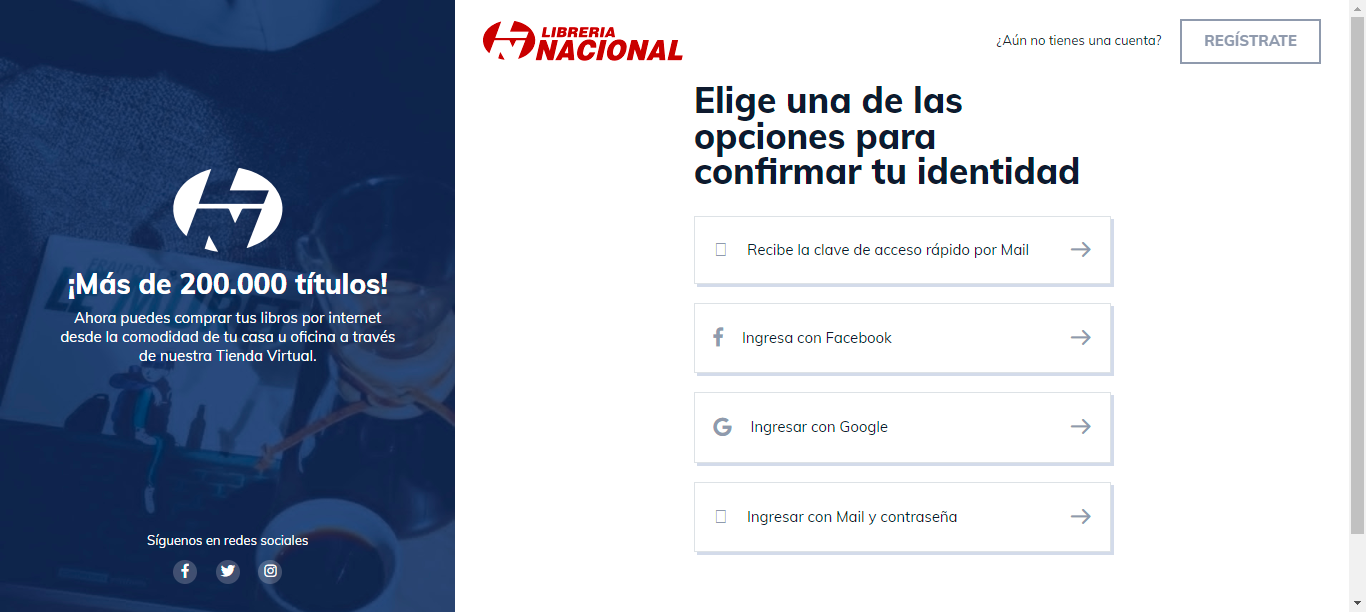 ¡Más de 200.000 títulos!
Ahora puedes comprar tus libros por internet
desde la comodidad de tu casa u oficina a través
de nuestra Tienda Virtual.
Síguenos en redes sociales
LIBRERIA
NACIONAL
¿Aún no tienes una cuenta?
REGÍSTRATE
Elige una de las
opciones para
confirmar tu identidad
Recibe la clave de acceso rápido por Mail
Ingresa con Facebook
Ingresar con Google
Ingresar con Mail y contraseña